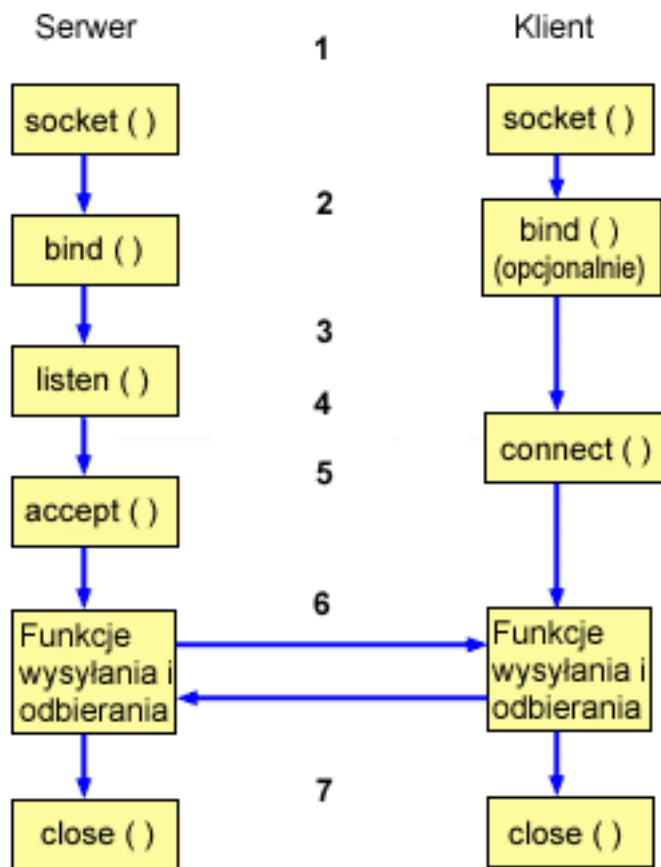 Serwer
Klient
1
socket ( )
socket ( )
2
bind ( )
bind ( )
(opcjonalnie)
3
listen ( )
4
connect ( )
5
accept ( )
6
Funkcje
wysyłania i
odbierania
Funkcje
wysyłania i
odbierania
7
close ( )
close ( )